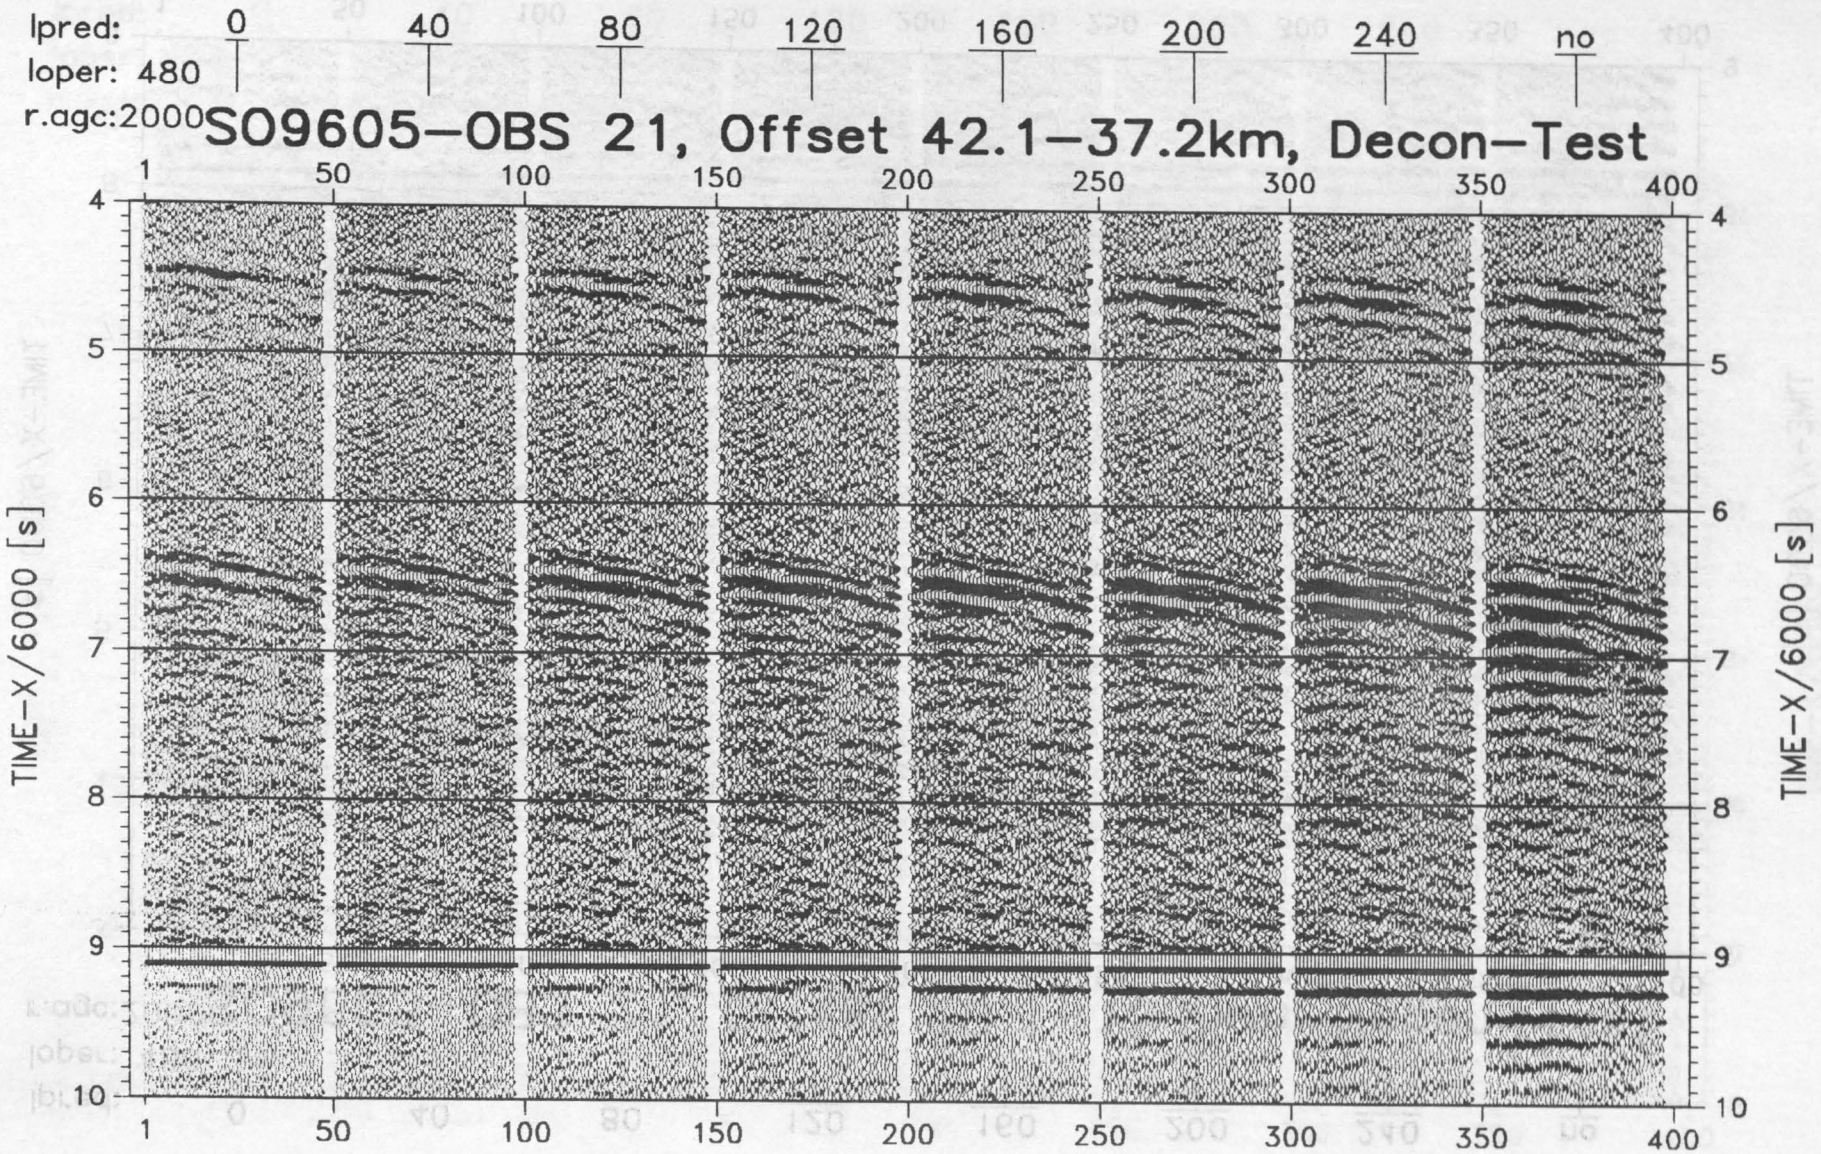 lpred: 0 40 80 120 160 200 240 no
loper: 480
r.agc:2000
SO9605-OBS 21, Offset 42.1-37.2km, Decon-Test
1 50 100 150 200 250 300 350 400
4 4
5 5
6 6
7 7
8 8
9 9
10 10
TIME-X/6000 [s]
TIME-X/6000 [s]
1 50 100 150 200 250 300 350 400